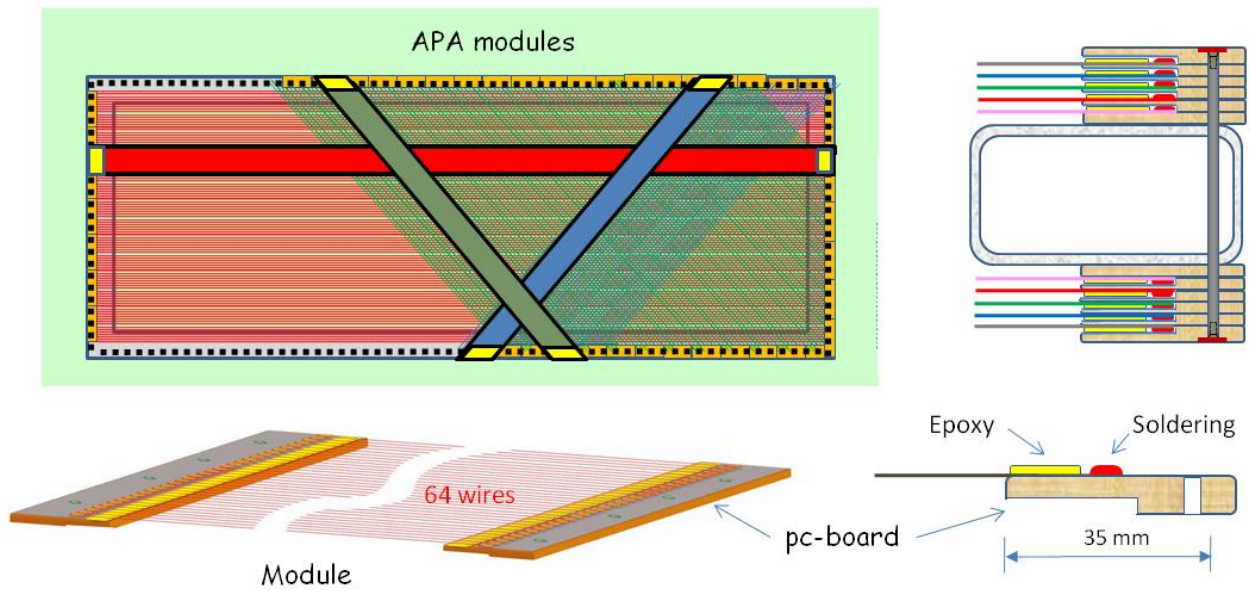 APA modules
Epoxy
Soldering
64 wires
pc-board
35 mm
Module